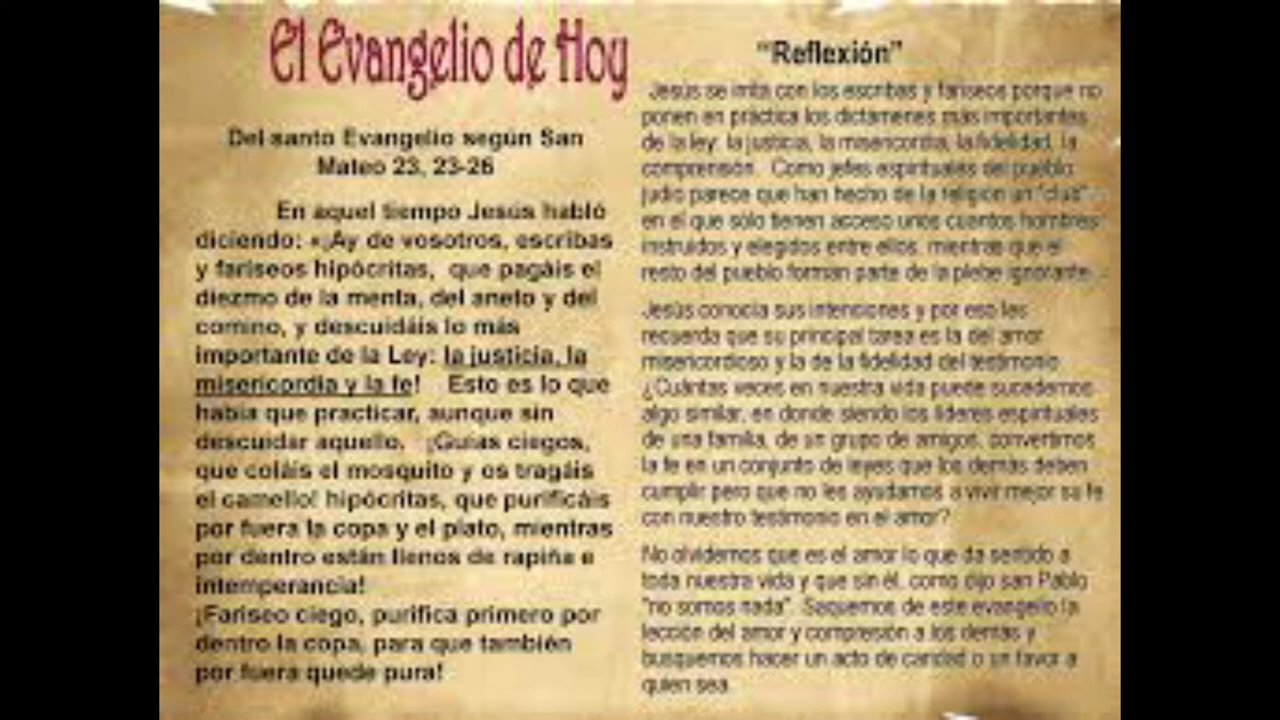 El Evangelio de Hoy
Del santo Evangelio según San
Mateo 23, 23-26
En aquel tiempo Jesús habló
diciendo: «¡Ay de vosotros, escribas
y fariseos hipócritas, que pagáis el
diezmo de la menta, del aneto y del
comino, y descuidáis lo más
importante de la Ley: la justicia, la
misericordia y la fe! Esto es lo que
había que practicar, aunque sin
descuidar aquello. ¡Guías ciegos,
que coláis el mosquito y os tragáis
el camello! hipócritas, que purificáis
por fuera la copa y el plato, mientras
por dentro están llenos de rapiña e
intemperancia!
¡Fariseo ciego, purifica primero por
dentro la copa, para que también
por fuera quede pura!
“Reflexión”
Jesús se irrita con los escribas y fariseos porque no
ponen en práctica los dictámenes más importantes
de la ley: la justicia, la misericordia, la fidelidad, la
comprensión. Como jefes espirituales del pueblo
judío parece que han hecho de la religión un "club"
en el que sólo tienen acceso unos cuantos hombres
instruidos y elegidos entre ellos, mientras que el
resto del pueblo forman parte de la plebe ignorante.
Jesús conocía sus intenciones y por eso les
recuerda que su principal tarea es la del amor
misericordioso y la de la fidelidad del testimonio.
¿Cuántas veces en nuestra vida puede sucedernos
algo similar, en donde siendo los líderes espirituales
de una familia, de un grupo de amigos, convertimos
la fe en un conjunto de leyes que los demás deben
cumplir pero que no les ayudamos a vivir mejor su fe
con nuestro testimonio en el amor?
No olvidemos que es el amor lo que da sentido a
toda nuestra vida y que sin él, como dijo san Pablo
"no somos nada". Saquemos de este evangelio la
lección del amor y compresión a los demás y
busquemos hacer un acto de caridad o un favor a
quien sea.